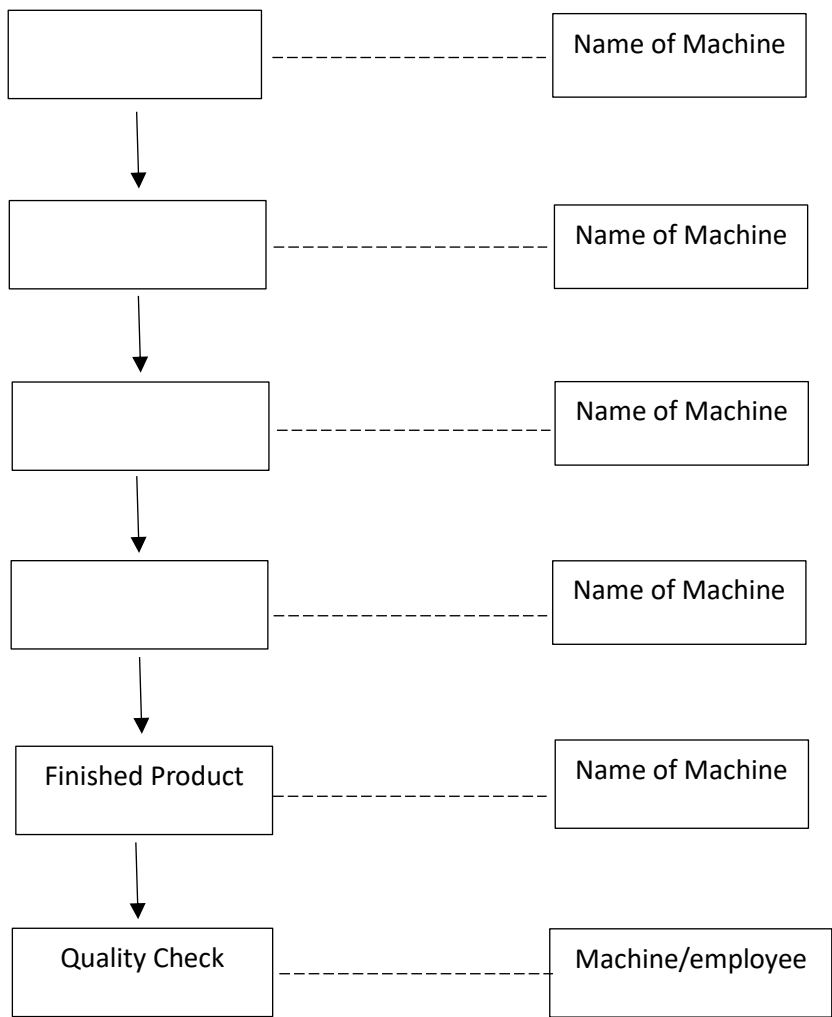 Name of Machine
Name of Machine
Name of Machine
Name of Machine
Finished Product
Name of Machine
Quality Check
Machine/employee